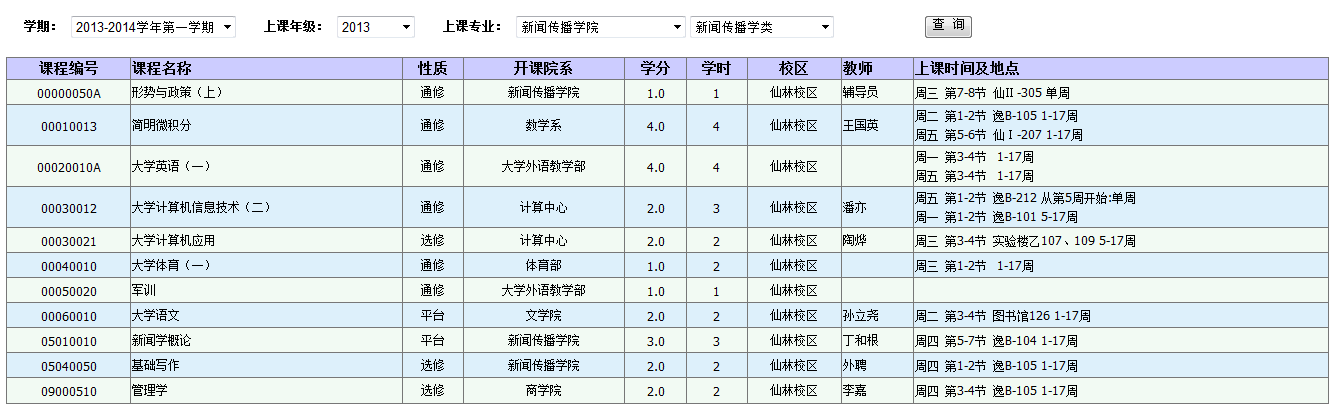 学期： 2013-2014学年第一学期 上课年级： 2013 上课专业： 新闻传播学院 新闻传播学类 查 询
课程编号 课程名称 性质 开课院系 学分 学时 校区 教师 上课时间及地点
00000050A 形势与政策（上） 通修 新闻传播学院 1.0 1 仙林校区 辅导员 周三 第7-8节 仙II -305 单周
00010013 简明微积分 通修 数学系 4.0 4 仙林校区 王国英 周二 第1-2节 逸B-105 1-17周
周五 第5-6节 仙Ⅰ-207 1-17周
00020010A 大学英语（一） 通修 大学外语教学部 4.0 4 仙林校区 周一 第3-4节 1-17周
周五 第3-4节 1-17周
00030012 大学计算机信息技术（二） 通修 计算中心 2.0 3 仙林校区 潘亦 周五 第1-2节 逸B-212 从第5周开始:单周
周一 第1-2节 逸B-101 5-17周
00030021 大学计算机应用 选修 计算中心 2.0 2 仙林校区 陶烨 周三 第3-4节 实验楼乙107、109 5-17周
00040010 大学体育（一） 通修 体育部 1.0 2 仙林校区 周三 第1-2节 1-17周
00050020 军训 通修 大学外语教学部 1.0 1 仙林校区
00060010 大学语文 平台 文学院 2.0 2 仙林校区 孙立尧 周二 第3-4节 图书馆126 1-17周
05010010 新闻学概论 平台 新闻传播学院 3.0 3 仙林校区 丁和根 周四 第5-7节 逸B-104 1-17周
05040050 基础写作 选修 新闻传播学院 2.0 2 仙林校区 外聘 周四 第1-2节 逸B-105 1-17周
09000510 管理学 选修 商学院 2.0 2 仙林校区 李嘉 周四 第3-4节 逸B-105 1-17周